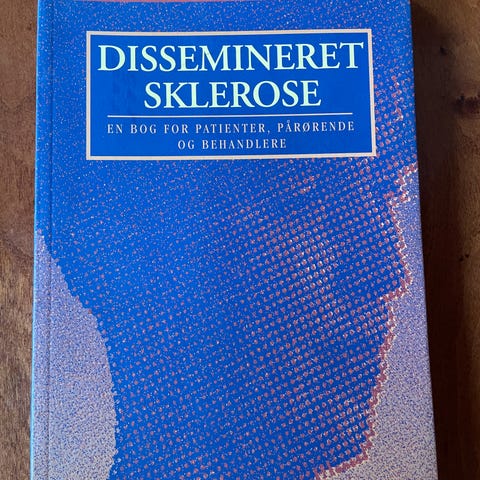 DISSEMINERET
SKLEROSE
EN BOG FOR PATIENTER, PÅRØRENDE
OG BEHANDLERE